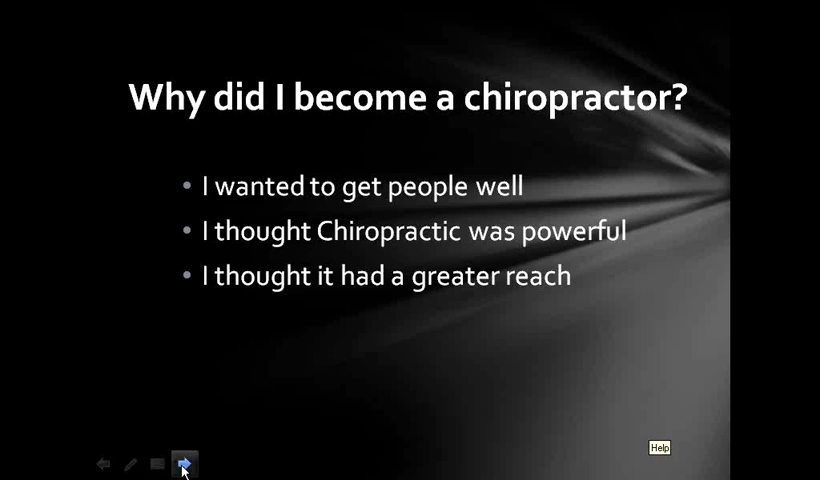 Why did I become a chiropractor?
• I wanted to get people well
• I thought Chiropractic was powerful
• I thought it had a greater reach
Help